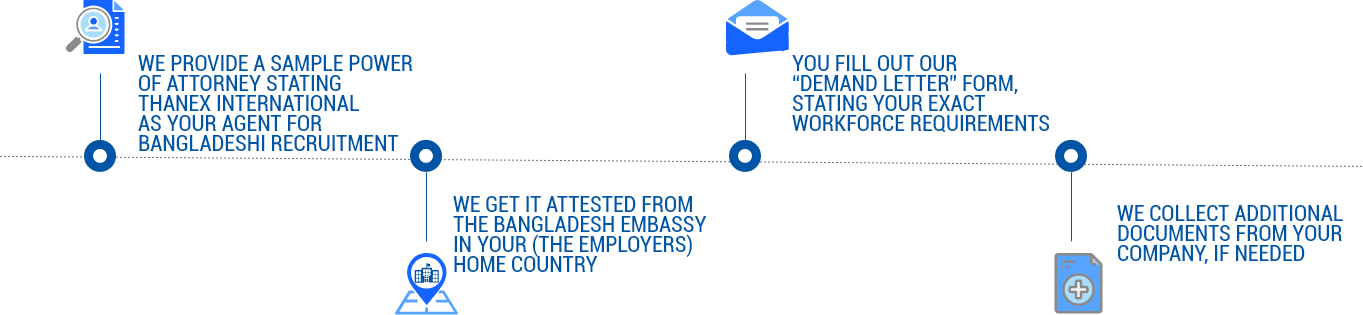 WE PROVIDE A SAMPLE POWER
OF ATTORNEY STATING
THANEX INTERNATIONAL
AS YOUR AGENT FOR
BANGLADESHI RECRUITMENT
WE GET IT ATTESTED FROM
THE BANGLADESH EMBASSY
IN YOUR (THE EMPLOYERS)
HOME COUNTRY
YOU FILL OUT OUR
“DEMAND LETTER” FORM,
STATING YOUR EXACT
WORKFORCE REQUIREMENTS
WE COLLECT ADDITIONAL
DOCUMENTS FROM YOUR
COMPANY, IF NEEDED